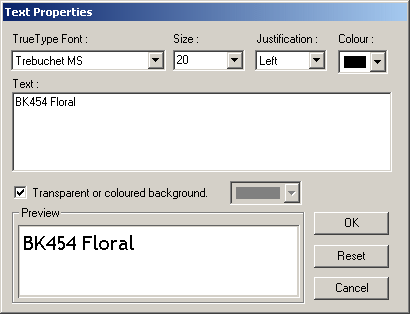 Text Properties
TrueType Font : Size : Justification : Colour :
Trebuchet MS 20 Left
Text :
BK454 Floral
Transparent or coloured background.
Preview
BK454 Floral
OK
Reset
Cancel